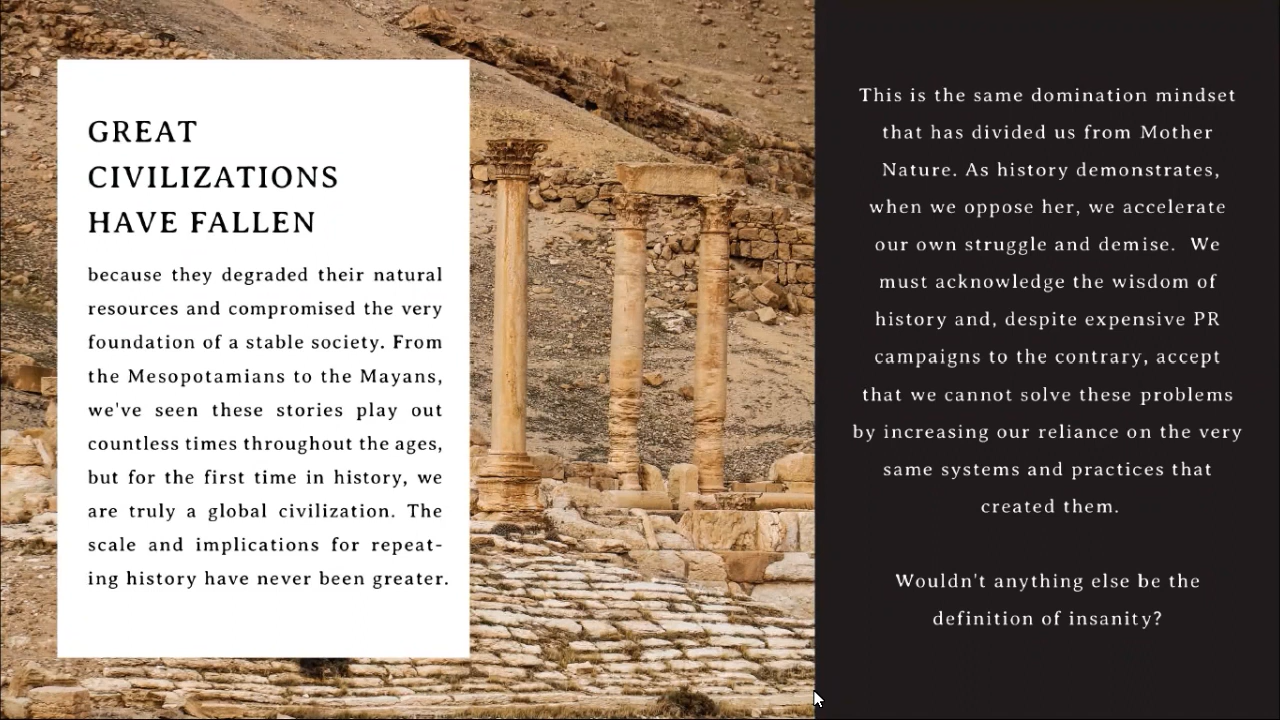 GREAT
CIVILIZATIONS
HAVE FALLEN
because they degraded their natural
resources and compromised the very
foundation of a stable society. From
the Mesopotamians to the Mayans,
we've seen these stories play out
countless times throughout the ages,
but for the first time in history, we
are truly a global civilization. The
scale and implications for repeat-
ing history have never been greater.
This is the same domination mindset
that has divided us from Mother
Nature. As history demonstrates,
when we oppose her, we accelerate
our own struggle and demise. We
must acknowledge the wisdom of
history and, despite expensive PR
campaigns to the contrary, accept
that we cannot solve these problems
by increasing our reliance on the very
same systems and practices that
created them.
Wouldn't anything else be the
definition of insanity?